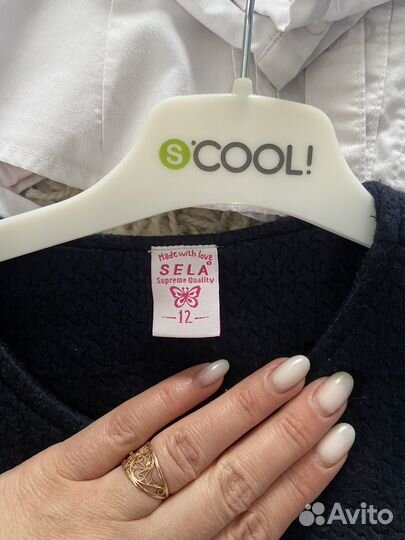 S'COOL!
Made with love
SELA
Supreme Quality
12
Avito